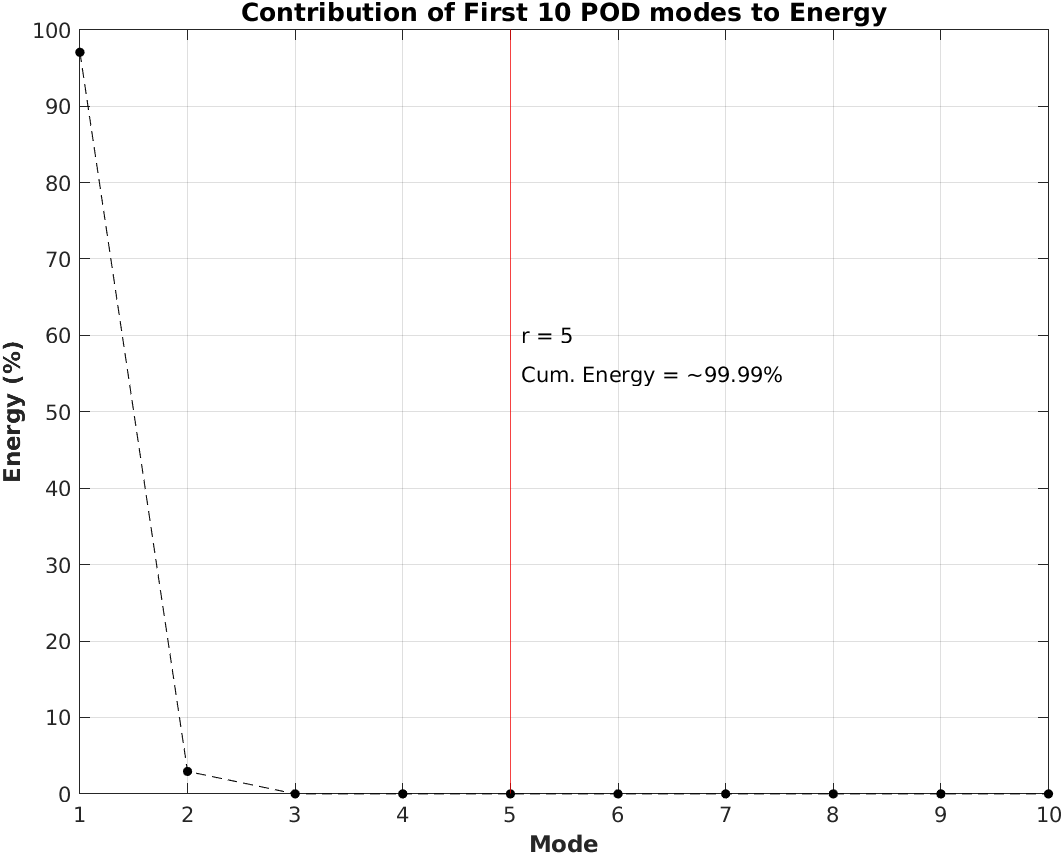 Contribution of First 10 POD modes to Energy
100
90
80
70
60
50
40
30
20
10
0
Energy (%)
r = 5
Cum. Energy = ~99.99%
1 2 3 4 5 6 7 8 9 10
Mode